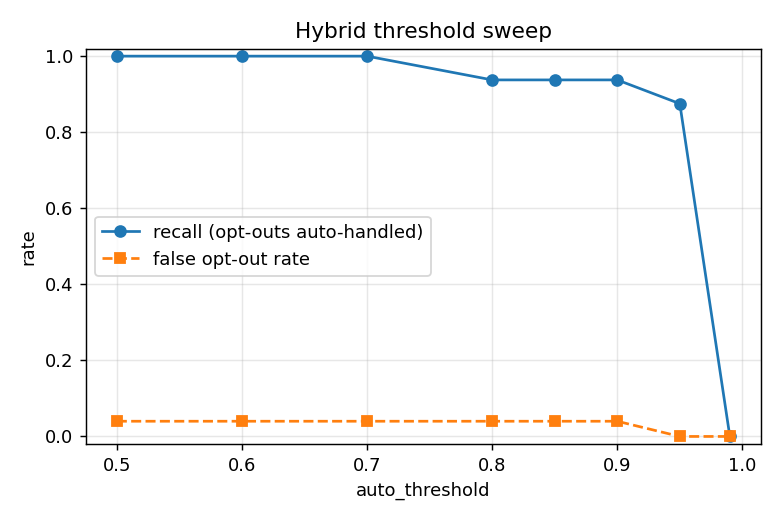 Hybrid threshold sweep
1.0
0.8
0.6
0.4
0.2
0.0
rate
recall (opt-outs auto-handled)
false opt-out rate
0.5 0.6 0.7 0.8 0.9 1.0
auto_threshold